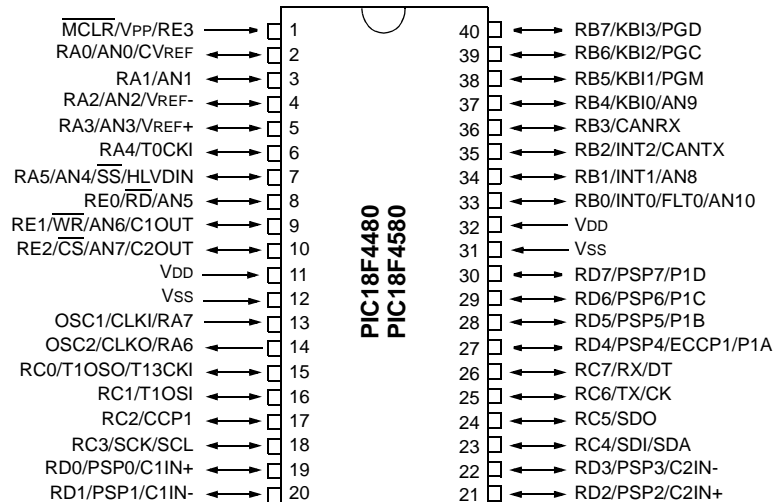 M̅C̅L̅R̅/VPP/RE3 1
RA0/AN0/CVREF 2
RA1/AN1 3
RA2/AN2/VREF- 4
RA3/AN3/VREF+ 5
RA4/T0CKI 6
RA5/AN4/S̅S̅/HLVDIN 7
RE0/R̅D̅/AN5 8
RE1/W̅R̅/AN6/C1OUT 9
RE2/C̅S̅/AN7/C2OUT 10
VDD 11
VSS 12
OSC1/CLKI/RA7 13
OSC2/CLKO/RA6 14
RC0/T1OSO/T13CKI 15
RC1/T1OSI 16
RC2/CCP1 17
RC3/SCK/SCL 18
RD0/PSP0/C1IN+ 19
RD1/PSP1/C1IN- 20
PIC18F4480
PIC18F4580
40 RB7/KBI3/PGD
39 RB6/KBI2/PGC
38 RB5/KBI1/PGM
37 RB4/KBI0/AN9
36 RB3/CANRX
35 RB2/INT2/CANTX
34 RB1/INT1/AN8
33 RB0/INT0/FLT0/AN10
32 VDD
31 VSS
30 RD7/PSP7/P1D
29 RD6/PSP6/P1C
28 RD5/PSP5/P1B
27 RD4/PSP4/ECCP1/P1A
26 RC7/RX/DT
25 RC6/TX/CK
24 RC5/SDO
23 RC4/SDI/SDA
22 RD3/PSP3/C2IN-
21 RD2/PSP2/C2IN+